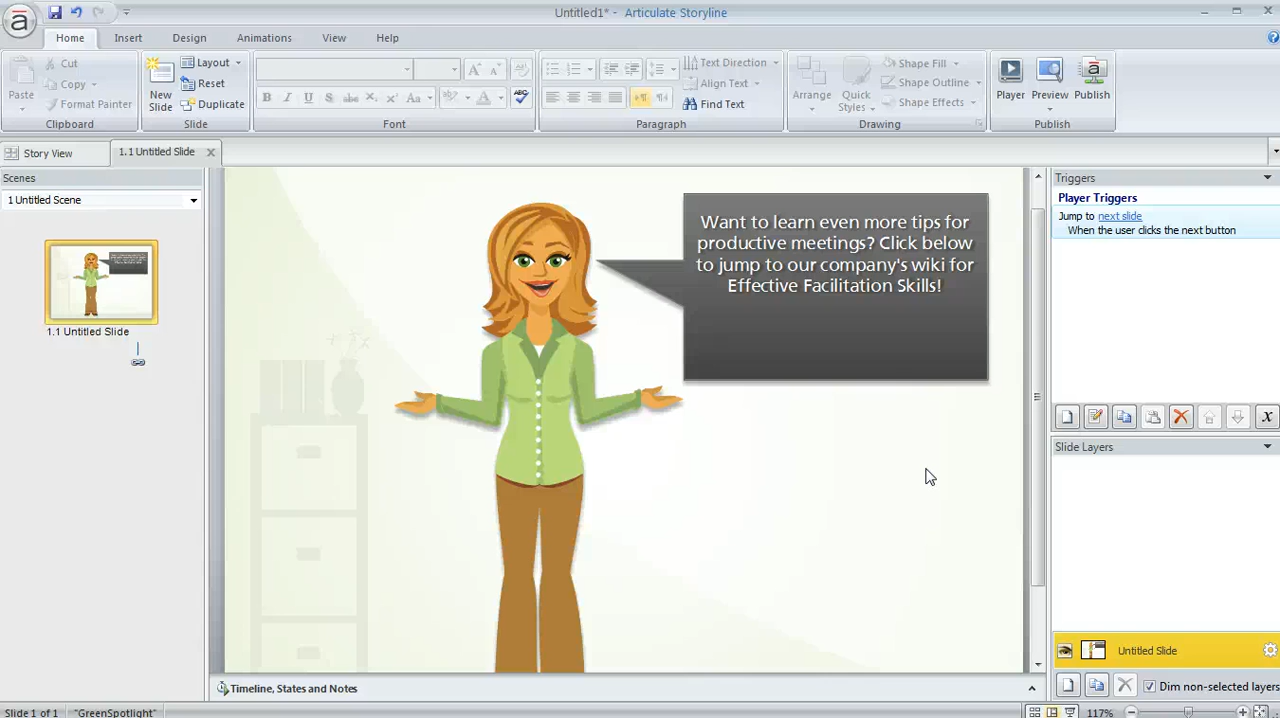 Untitled1* - Articulate Storyline
Home Insert Design Animations View Help
Paste
Cut
Copy
Format Painter
Clipboard
New Slide
Layout
Reset
Duplicate
Slide
B I U S abc X₂ X² Aa A
Font
Text Direction
Align Text
Find Text
Paragraph
Arrange
Quick Styles
Shape Fill
Shape Outline
Shape Effects
Drawing
Player
Preview
Publish
Publish
Story View
1.1 Untitled Slide
Scenes
1 Untitled Scene
1.1 Untitled Slide
Want to learn even more tips for
productive meetings? Click below
to jump to our company's wiki for
Effective Facilitation Skills!
Triggers
Player Triggers
Jump to next slide
When the user clicks the next button
Slide Layers
Untitled Slide
Dim non-selected layers
Timeline, States and Notes
Slide 1 of 1 "GreenSpotlight" 117%